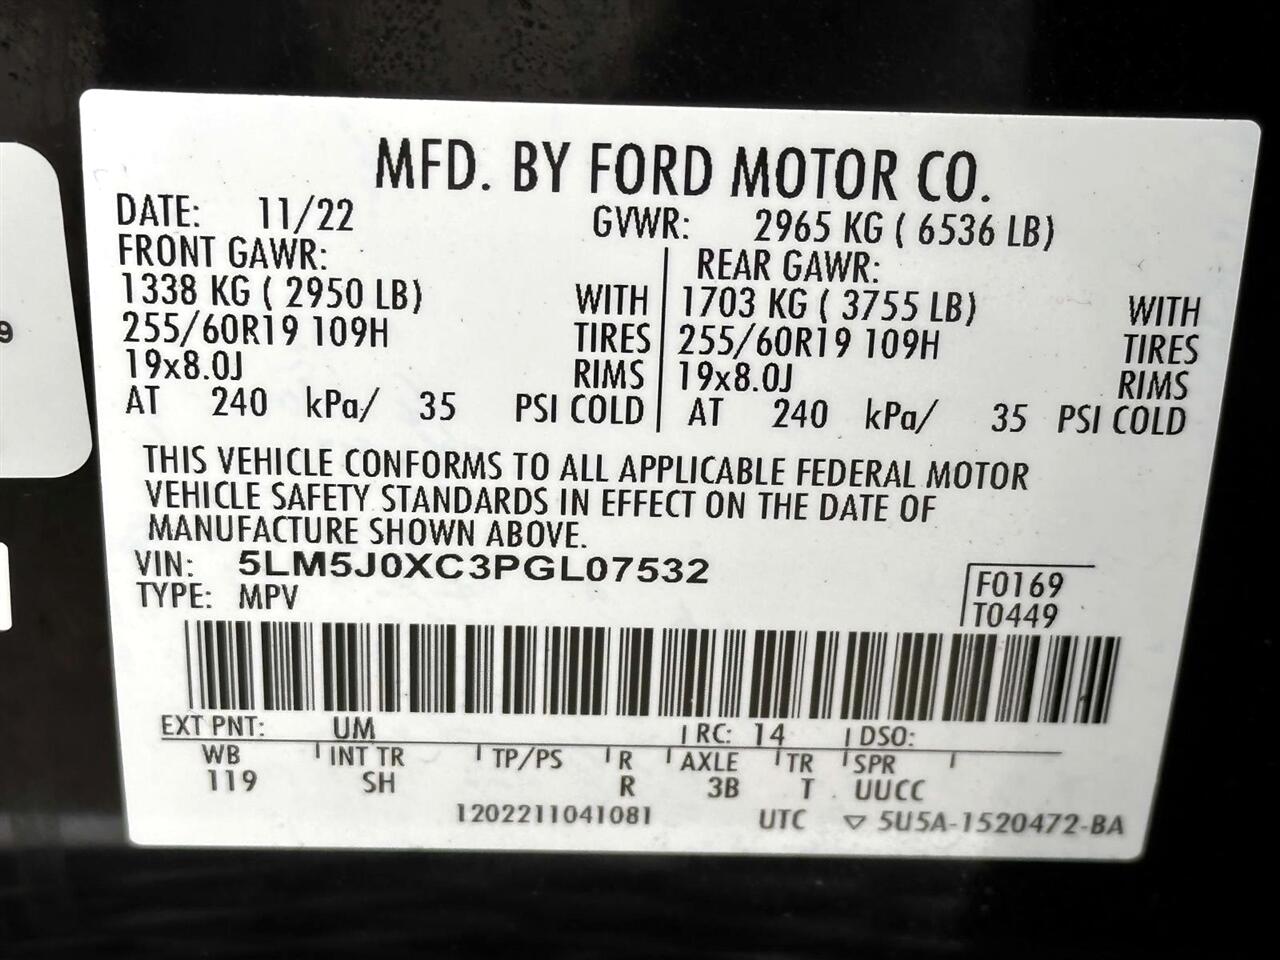 MFD. BY FORD MOTOR CO.
DATE: 11/22 GVWR: 2965 KG ( 6536 LB)
FRONT GAWR: REAR GAWR:
1338 KG ( 2950 LB) WITH 1703 KG ( 3755 LB) WITH
255/60R19 109H TIRES 255/60R19 109H TIRES
19x8.0J RIMS 19x8.0J RIMS
AT 240 kPa/ 35 PSI COLD AT 240 kPa/ 35 PSI COLD
THIS VEHICLE CONFORMS TO ALL APPLICABLE FEDERAL MOTOR
VEHICLE SAFETY STANDARDS IN EFFECT ON THE DATE OF
MANUFACTURE SHOWN ABOVE.
VIN: 5LM5J0XC3PGL07532
TYPE: MPV
F0169
T0449
EXT PNT: UM RC: 14 DSO:
WB INT TR TP/PS R AXLE TR SPR
119 SH R 3B T UUCC
1202211041081 UTC ▽ 5U5A-1520472-BA
9